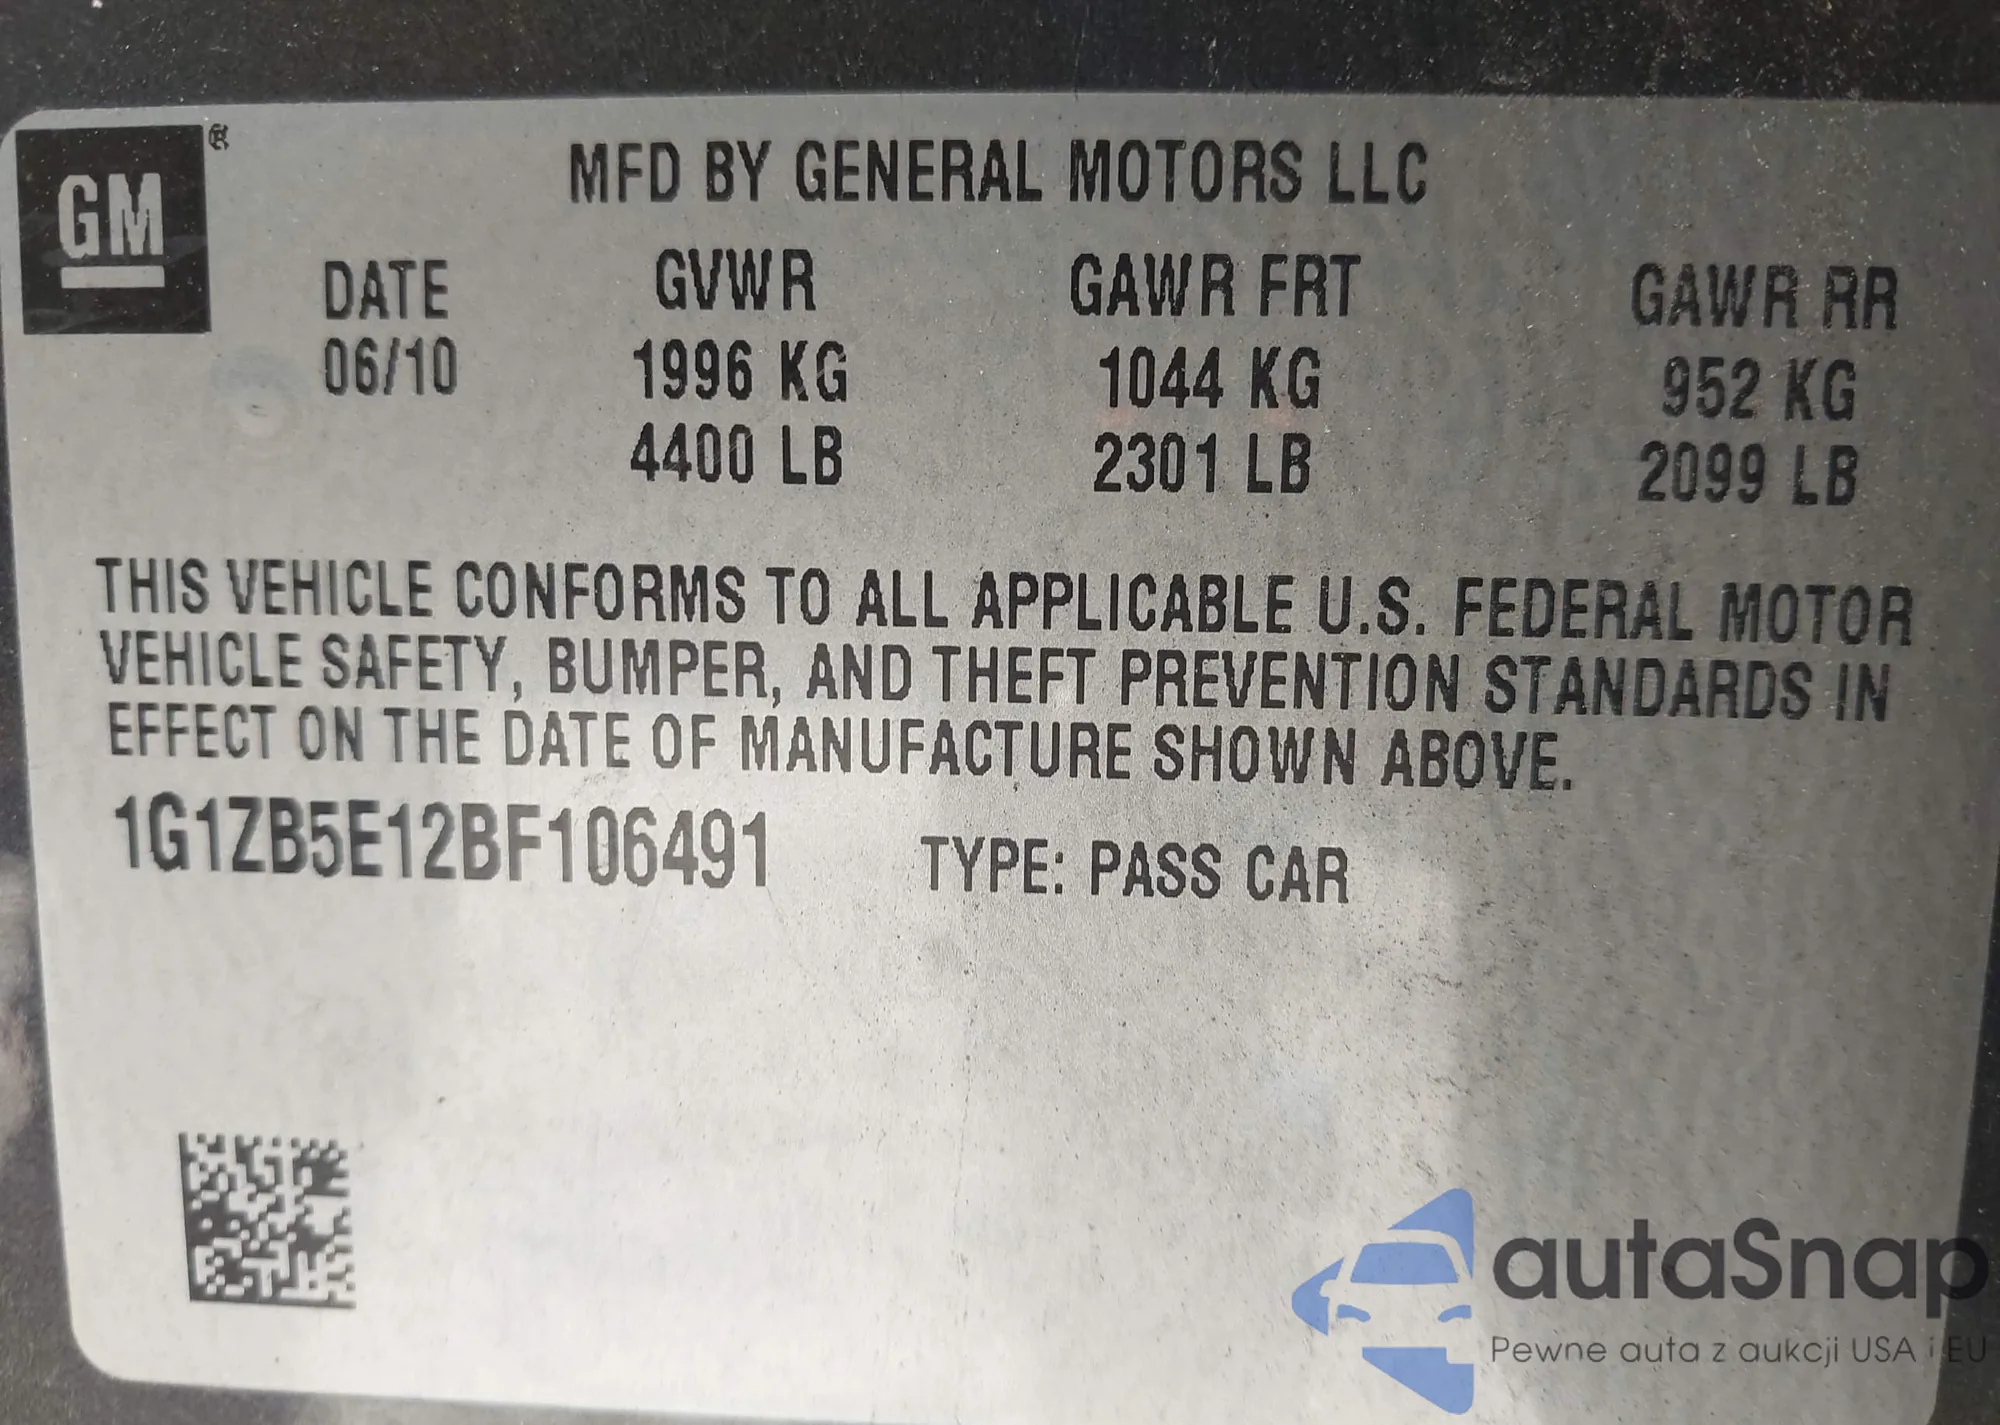 GM®
MFD BY GENERAL MOTORS LLC
DATE GVWR GAWR FRT GAWR RR
06/10 1996 KG 1044 KG 952 KG
4400 LB 2301 LB 2099 LB
THIS VEHICLE CONFORMS TO ALL APPLICABLE U.S. FEDERAL MOTOR
VEHICLE SAFETY, BUMPER, AND THEFT PREVENTION STANDARDS IN
EFFECT ON THE DATE OF MANUFACTURE SHOWN ABOVE.
1G1ZB5E12BF106491 TYPE: PASS CAR
autaSnap
Pewne auta z aukcji USA i EU